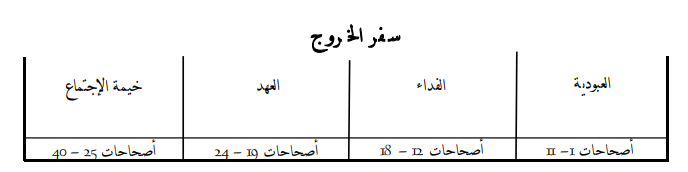 سفر الخروج
العبودية
الفداء
العهد
خيمة الإجتماع
أصحاحات 1– 11
أصحاحات 12 – 18
أصحاحات 19 – 24
أصحاحات 25 – 40